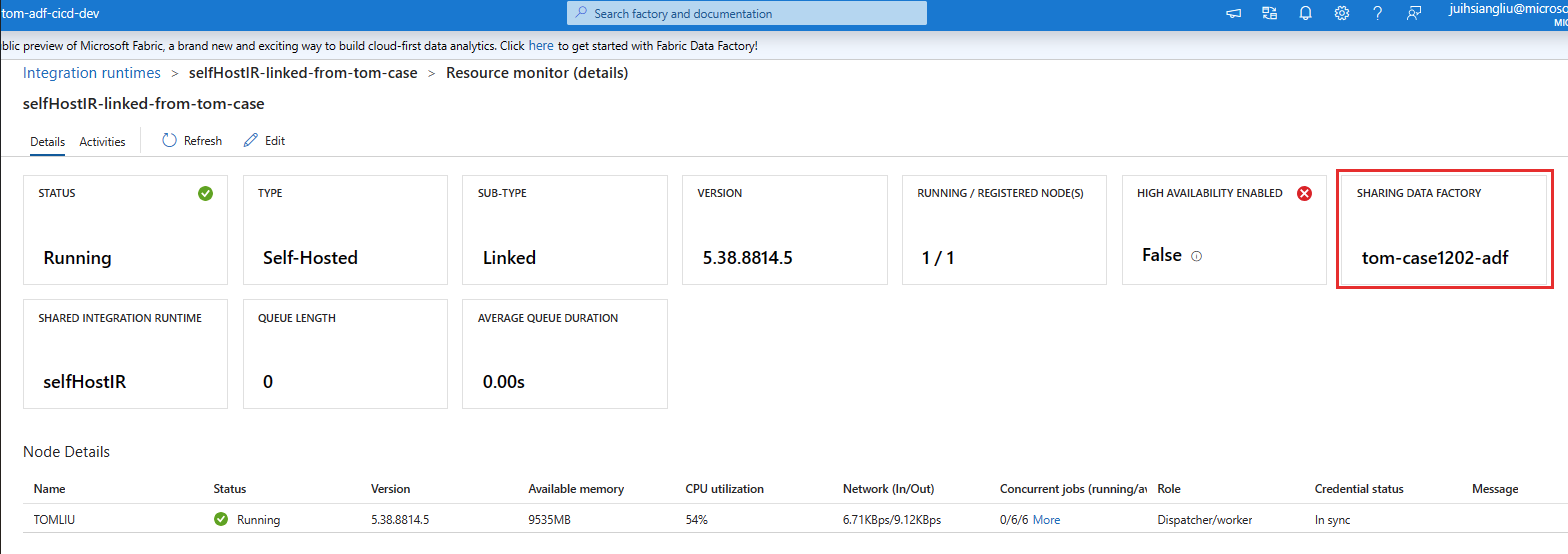 tom-adf-cicd-dev Search factory and documentation juihsiangliu@microso
blic preview of Microsoft Fabric, a brand new and exciting way to build cloud-first data analytics. Click here to get started with Fabric Data Factory!
Integration runtimes > selfHostIR-linked-from-tom-case > Resource monitor (details)
selfHostIR-linked-from-tom-case
Details Activities Refresh Edit
STATUS TYPE SUB-TYPE VERSION RUNNING / REGISTERED NODE(S) HIGH AVAILABILITY ENABLED SHARING DATA FACTORY
Running Self-Hosted Linked 5.38.8814.5 1 / 1 False tom-case1202-adf
SHARED INTEGRATION RUNTIME QUEUE LENGTH AVERAGE QUEUE DURATION
selfHostIR 0 0.00s
Node Details
Name Status Version Available memory CPU utilization Network (In/Out) Concurrent jobs (running/av Role Credential status Message
TOMLIU Running 5.38.8814.5 9535MB 54% 6.71KBps/9.12KBps 0/6/6 More Dispatcher/worker In sync